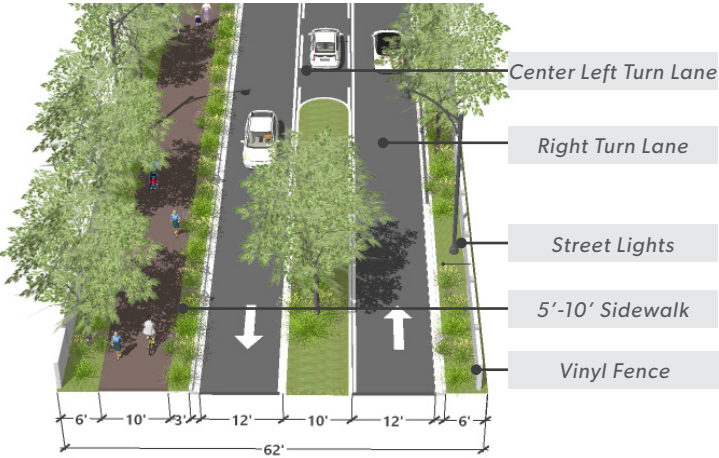 Center Left Turn Lane
Right Turn Lane
Street Lights
5’-10’ Sidewalk
Vinyl Fence
6' 10' 3' 12' 10' 12' 6'
62'